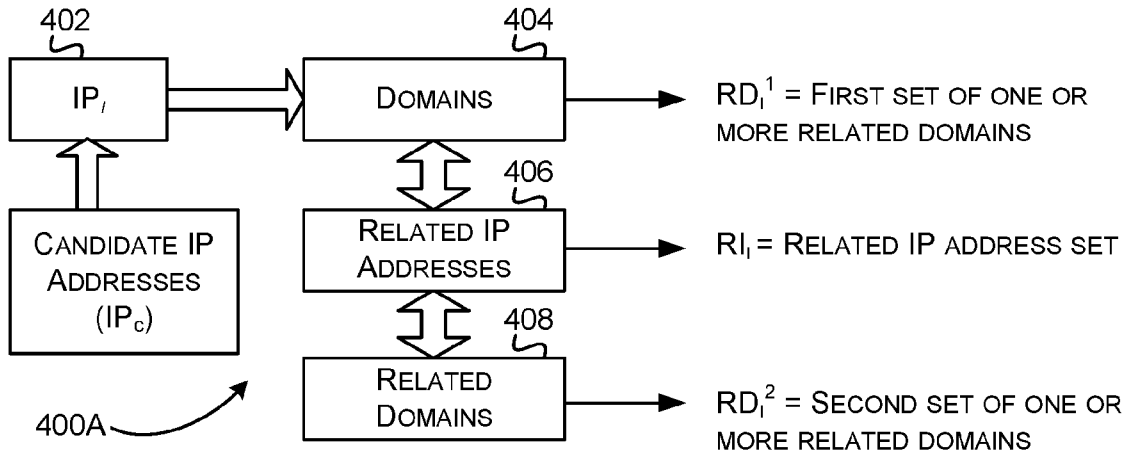 402
404
IPᵢ
DOMAINS
RDᵢ¹ = FIRST SET OF ONE OR
MORE RELATED DOMAINS
406
CANDIDATE IP
ADDRESSES
(IP꜀)
RELATED IP
ADDRESSES
RIᵢ = RELATED IP ADDRESS SET
408
RELATED
DOMAINS
RDᵢ² = SECOND SET OF ONE OR
MORE RELATED DOMAINS
400A